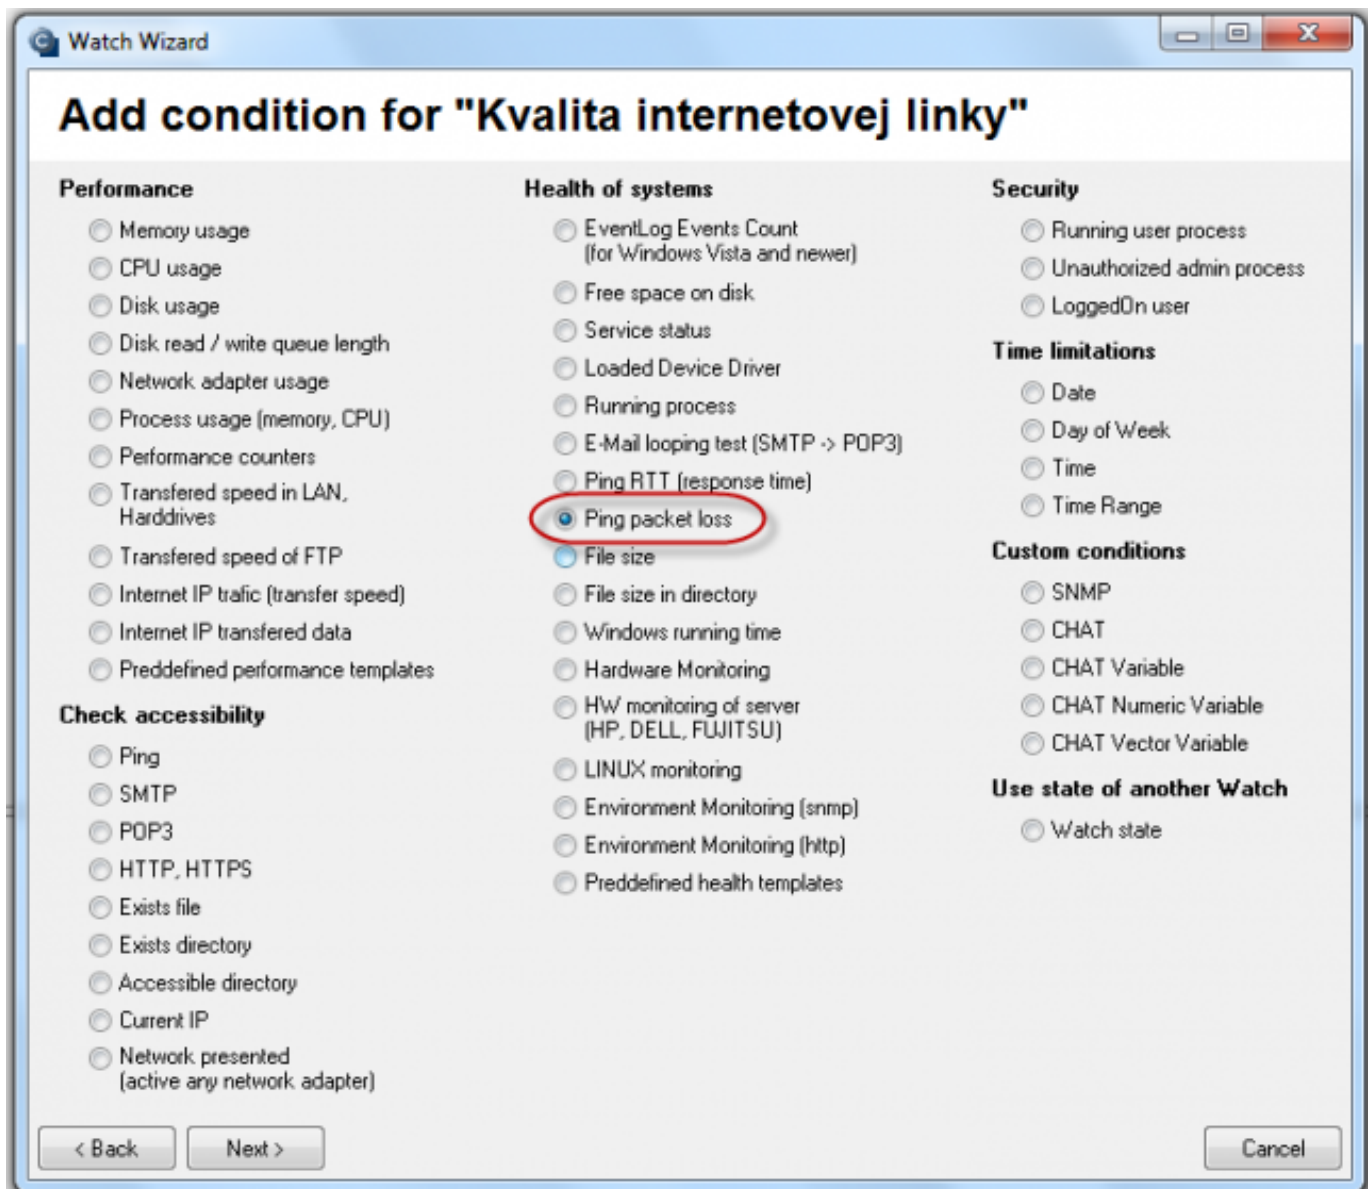 Watch Wizard
Add condition for "Kvalita internetovej linky"
Performance
Memory usage
CPU usage
Disk usage
Disk read / write queue length
Network adapter usage
Process usage (memory, CPU)
Performance counters
Transfered speed in LAN,
Harddrives
Transfered speed of FTP
Internet IP trafic (transfer speed)
Internet IP transfered data
Preddefined performance templates
Check accessibility
Ping
SMTP
POP3
HTTP, HTTPS
Exists file
Exists directory
Accessible directory
Current IP
Network presented
(active any network adapter)
Health of systems
EventLog Events Count
(for Windows Vista and newer)
Free space on disk
Service status
Loaded Device Driver
Running process
E-Mail looping test (SMTP -> POP3)
Ping RTT (response time)
Ping packet loss
File size
File size in directory
Windows running time
Hardware Monitoring
HW monitoring of server
(HP, DELL, FUJITSU)
LINUX monitoring
Environment Monitoring (snmp)
Environment Monitoring (http)
Preddefined health templates
Security
Running user process
Unauthorized admin process
LoggedOn user
Time limitations
Date
Day of Week
Time
Time Range
Custom conditions
SNMP
CHAT
CHAT Variable
CHAT Numeric Variable
CHAT Vector Variable
Use state of another Watch
Watch state
< Back
Next >
Cancel